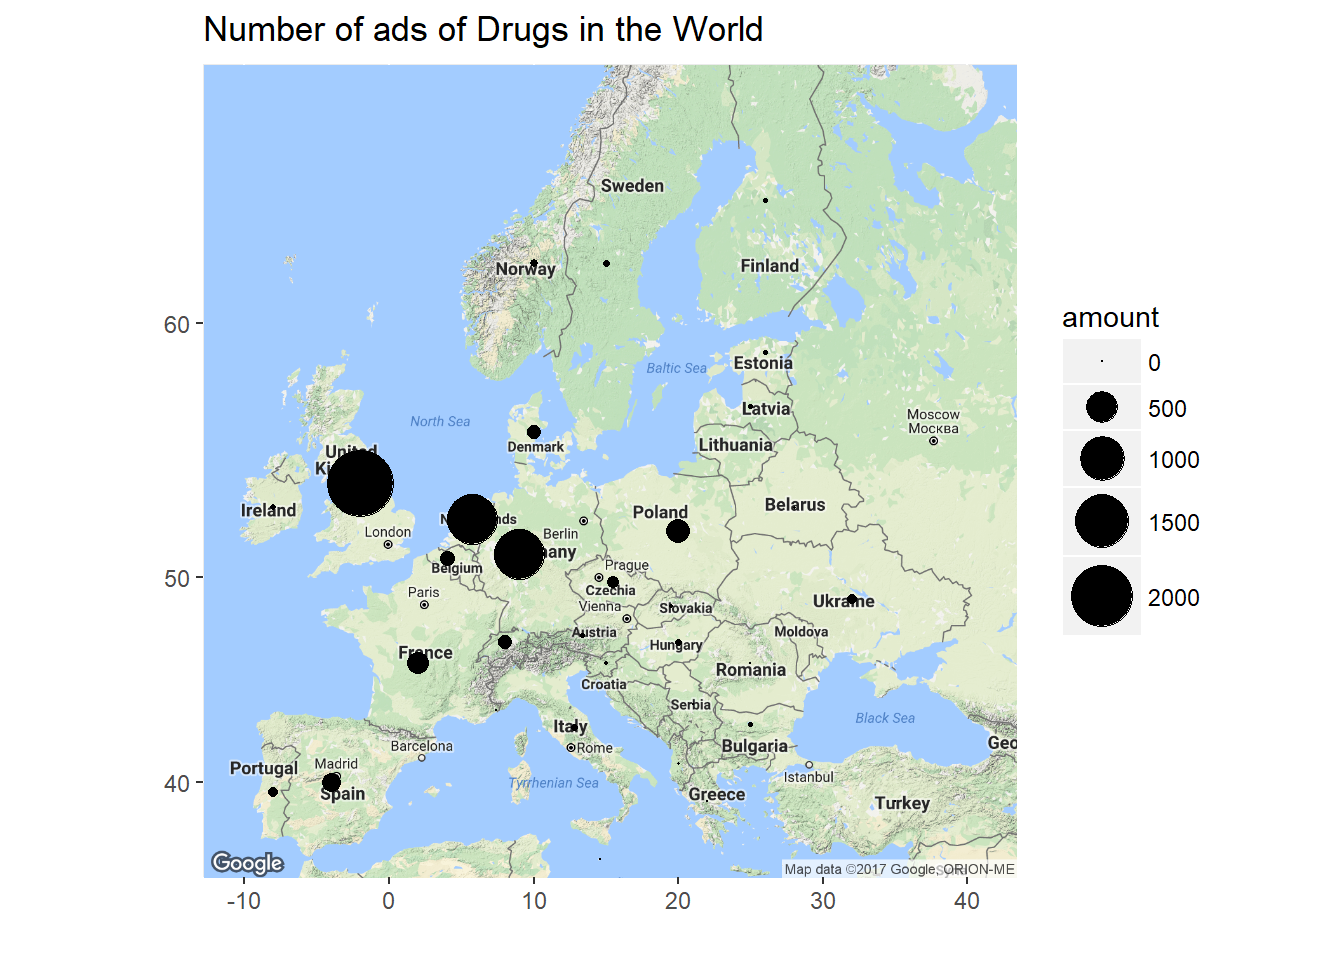 Number of ads of Drugs in the World
Sweden
Norway
Finland
Estonia
Baltic Sea
North Sea
Latvia
Moscow
Москва
Denmark
Lithuania
United
Ireland
Belarus
Poland
London
Berlin
Belgium
Prague
Czechia
Paris
Ukraine
Vienna
Slovakia
Austria
Moldova
Hungary
France
Romania
Croatia
Serbia
Black Sea
Italy
Barcelona
Rome
Bulgaria
Portugal
Madrid
Istanbul
Tyrrhenian Sea
Spain
Greece
Turkey
Geo
Google
Map data ©2017 Google, ORION-ME
60
50
40
-10
0
10
20
30
40
amount
0
500
1000
1500
2000